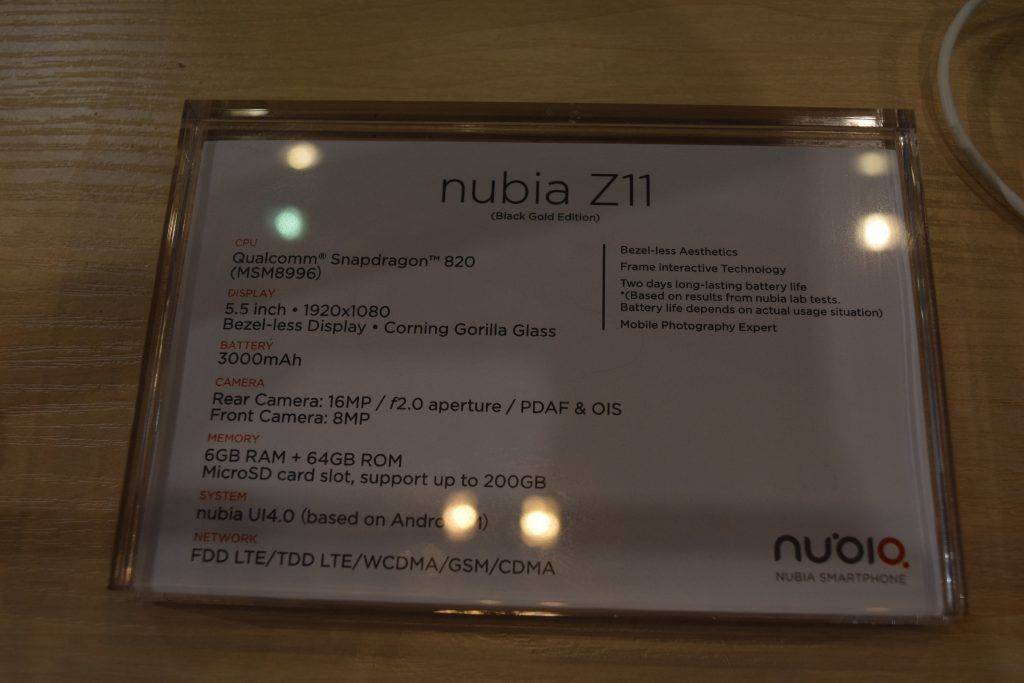 nubia Z11
(Black Gold Edition)
CPU
Qualcomm® Snapdragon™ 820
(MSM8996)
DISPLAY
5.5 inch • 1920x1080
Bezel-less Display • Corning Gorilla Glass
BATTERY
3000mAh
CAMERA
Rear Camera: 16MP / f2.0 aperture / PDAF & OIS
Front Camera: 8MP
MEMORY
6GB RAM + 64GB ROM
MicroSD card slot, support up to 200GB
SYSTEM
nubia UI4.0 (based on
NETWORK
FDD LTE/TDD LTE/WCDMA/GSM/CDMA
Bezel-less Aesthetics
Frame interactive Technology
Two days long-lasting battery life
*(Based on results from nubia lab tests.
Battery life depends on actual usage situation)
Mobile Photography Expert
nubia
NUBIA SMARTPHONE